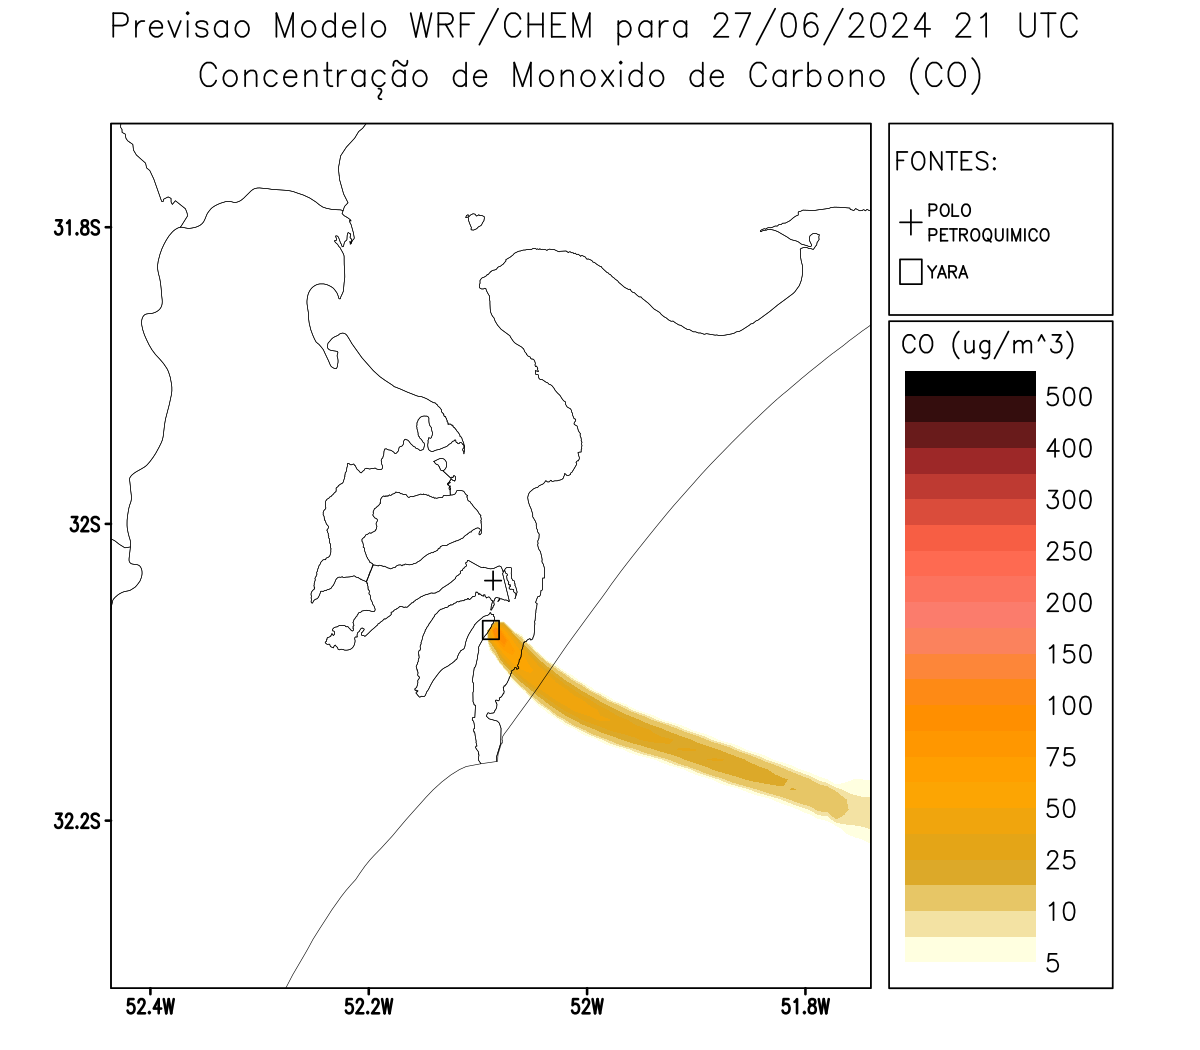 Previsao Modelo WRF/CHEM para 27/06/2024 21 UTC
Concentração de Monoxido de Carbono (CO)
FONTES:
POLO
PETROQUIMICO
YARA
CO (ug/m^3)
500
400
300
250
200
150
100
75
50
25
10
5
31.8S
32S
32.2S
52.4W
52.2W
52W
51.8W